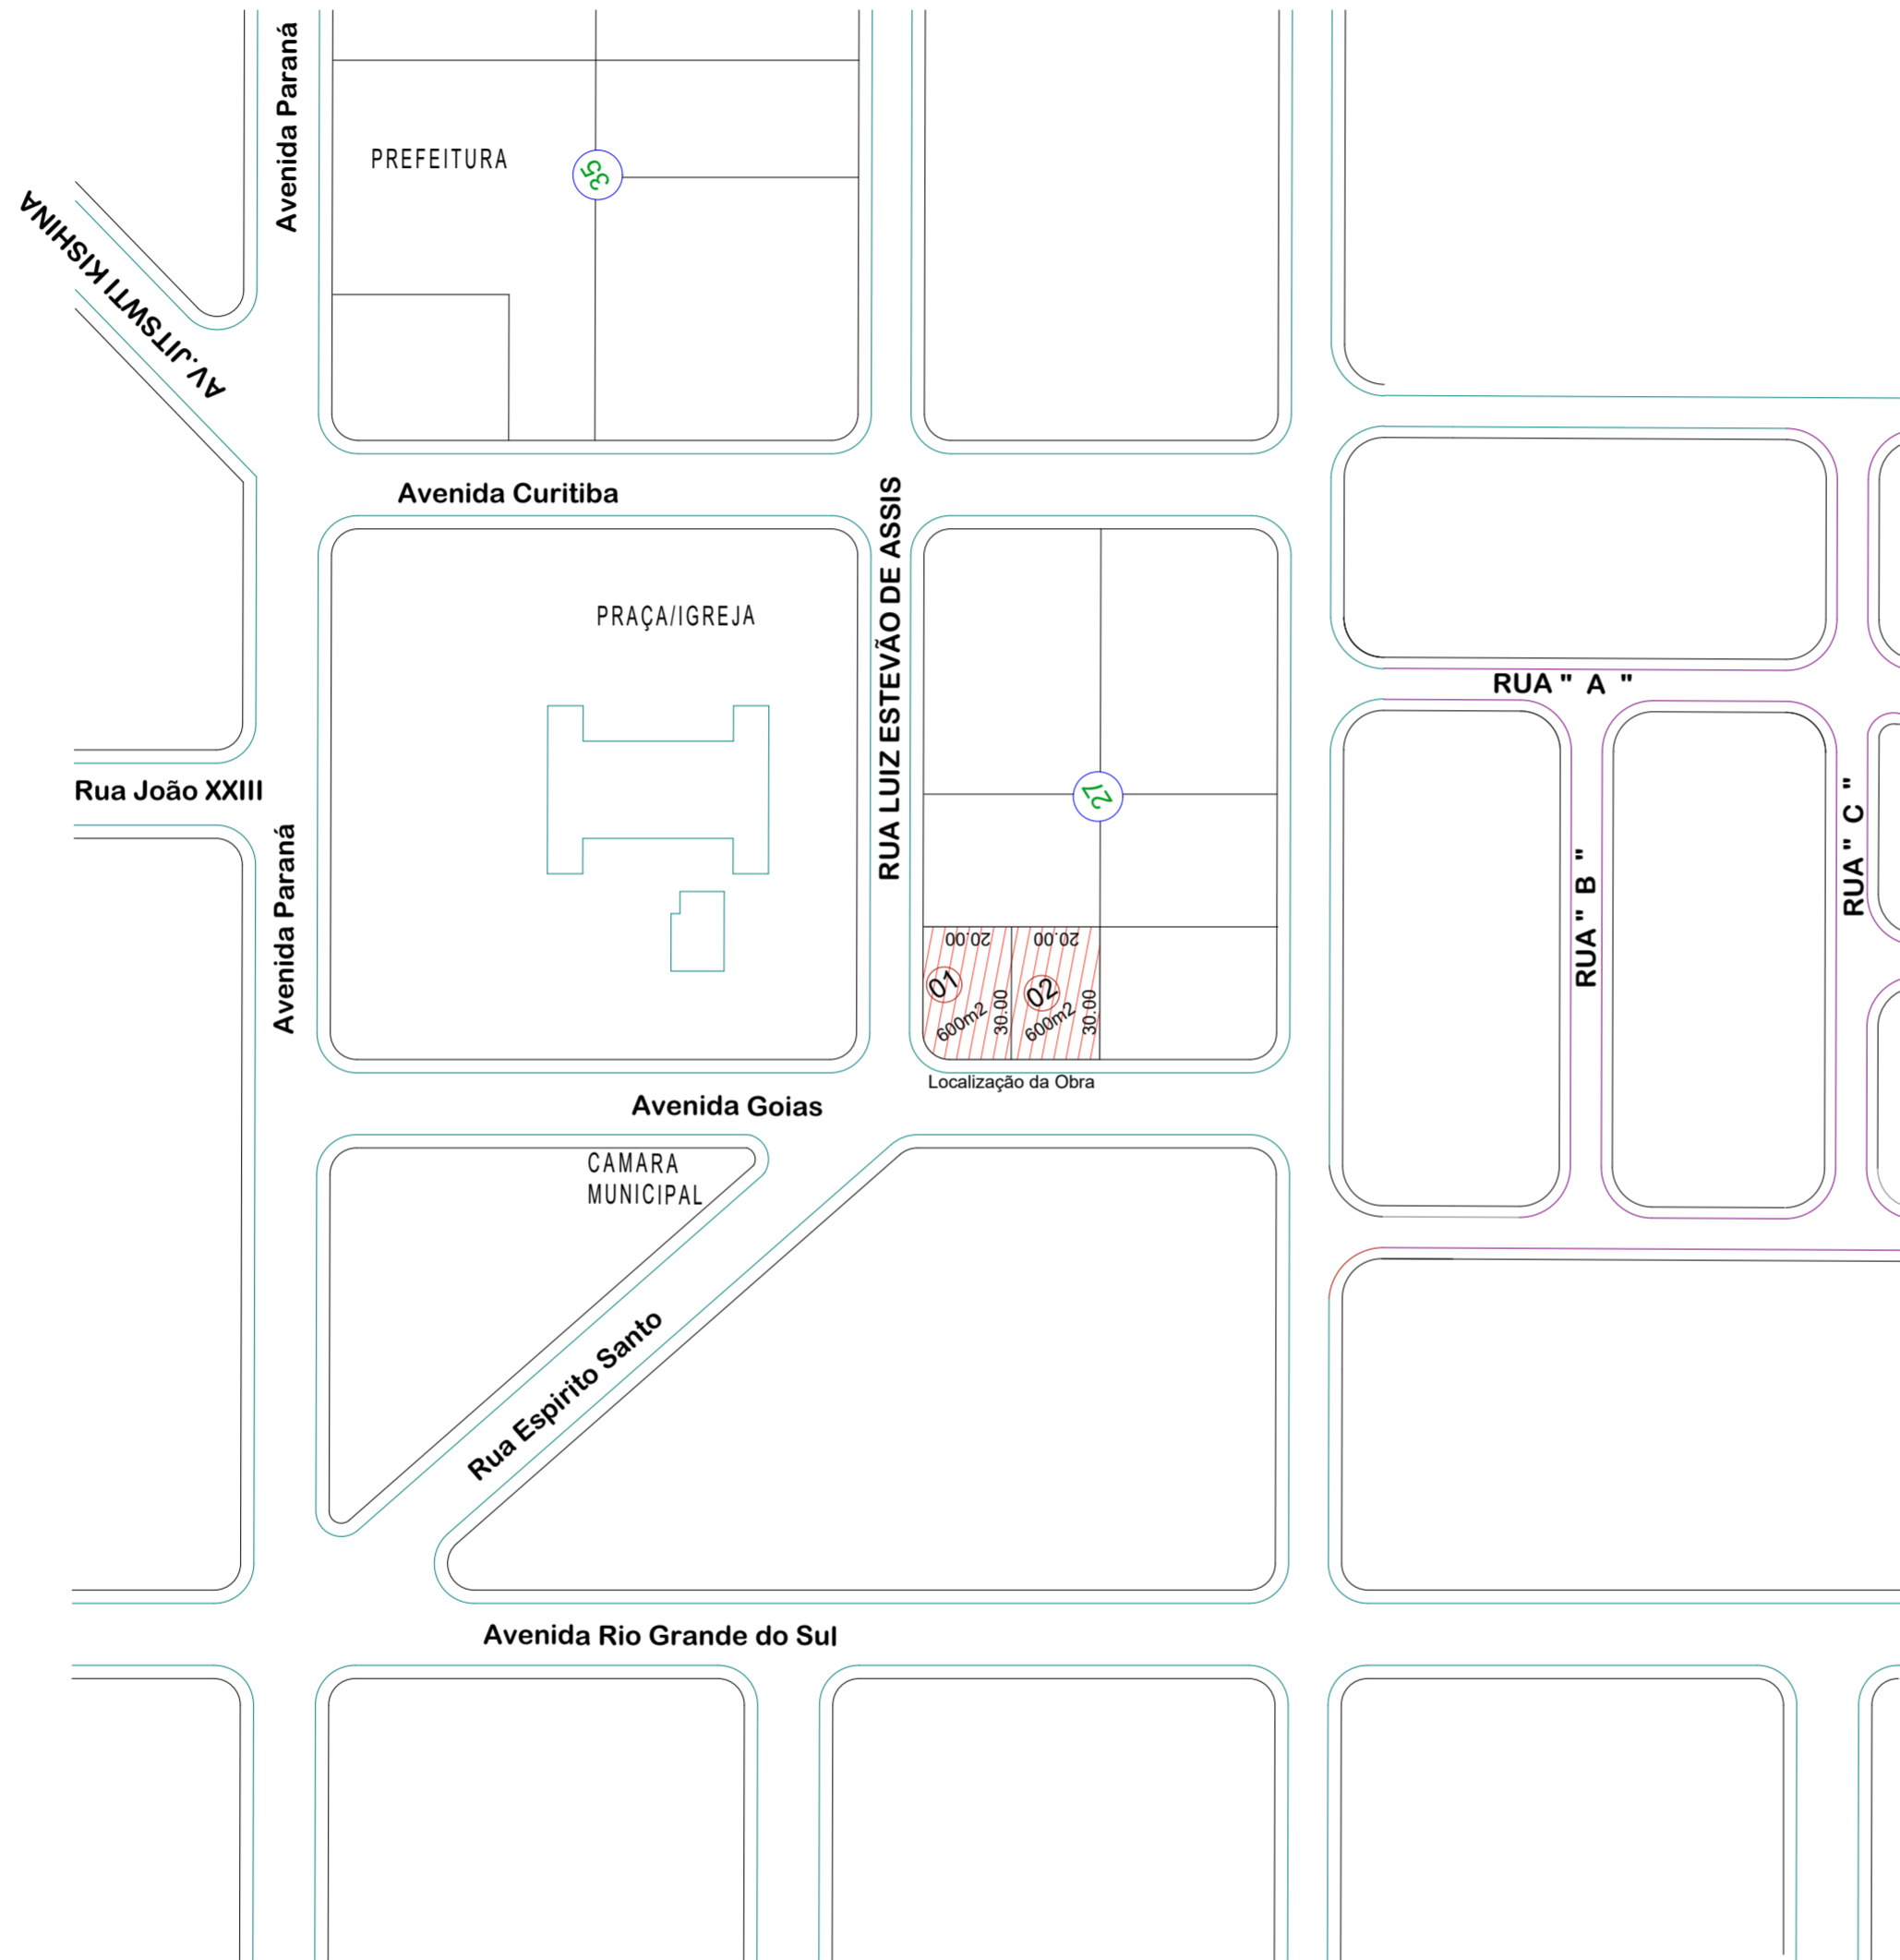 Avenida Paraná
PREFEITURA
35
AV.JITSWTI KISHINA
Avenida Curitiba
RUA LUIZ ESTEVÃO DE ASSIS
PRAÇA/IGREJA
RUA " A "
Rua João XXIII
27
RUA " C "
Avenida Paraná
RUA " B "
20.00
20.00
01
02
600m2
30.00
600m2
30.00
Localização da Obra
Avenida Goias
CAMARA
MUNICIPAL
Rua Espirito Santo
Avenida Rio Grande do Sul